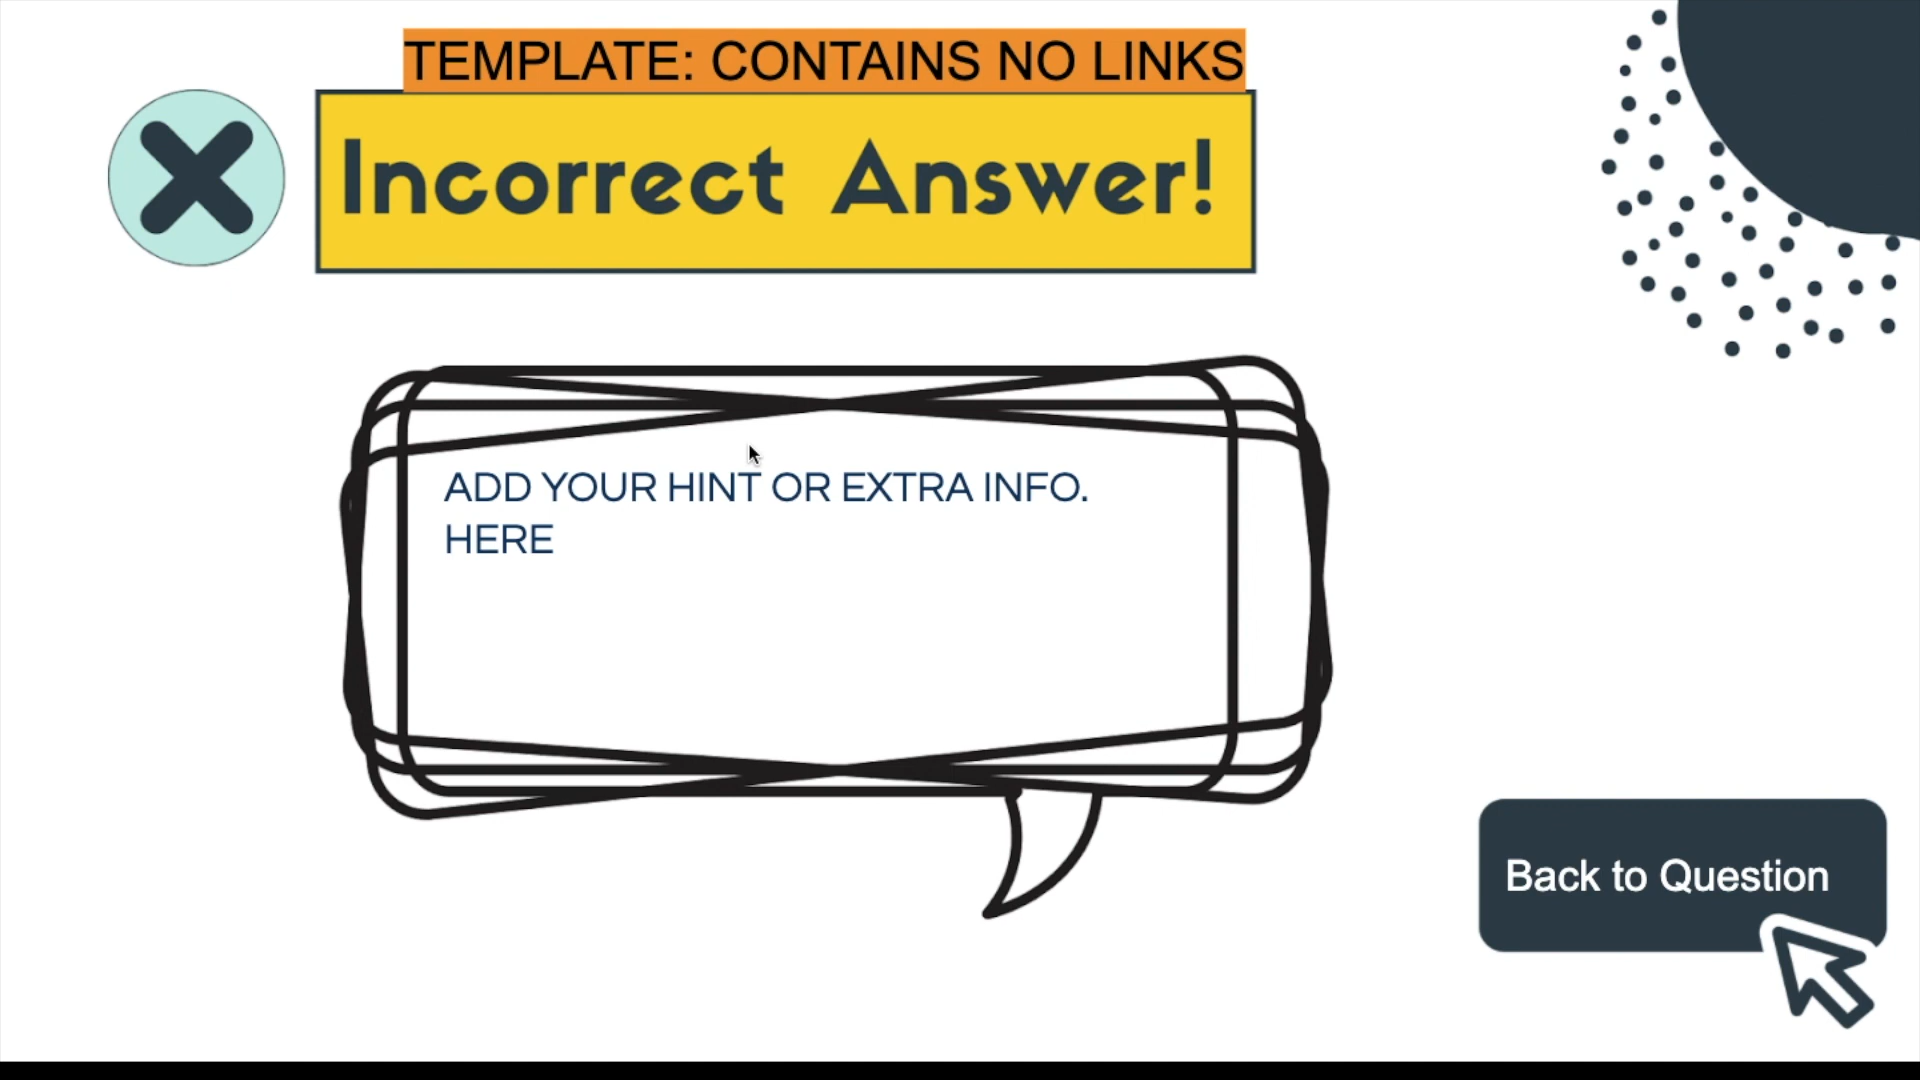 TEMPLATE: CONTAINS NO LINKS
Incorrect Answer!
ADD YOUR HINT OR EXTRA INFO.
HERE
Back to Question